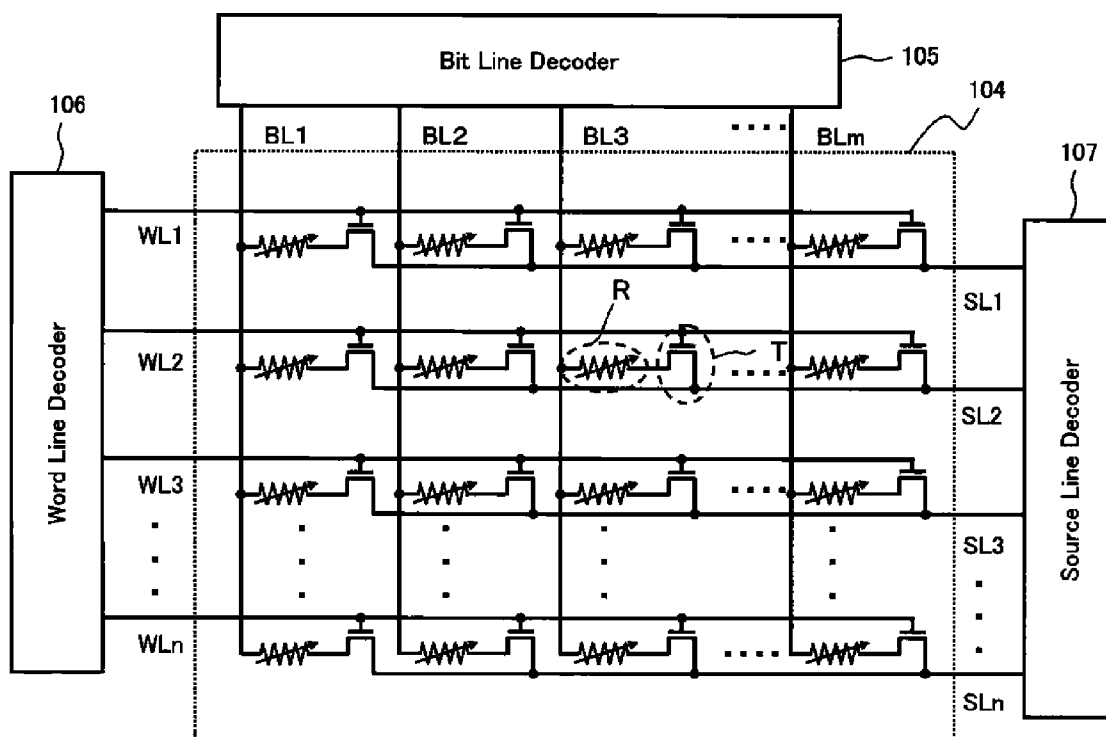 Bit Line Decoder
105
106
BL1 BL2 BL3 ···· BLm
104
107
WL1
SL1
R
WL2
T
SL2
WL3
SL3
WLn
SLn
Word Line Decoder
Source Line Decoder